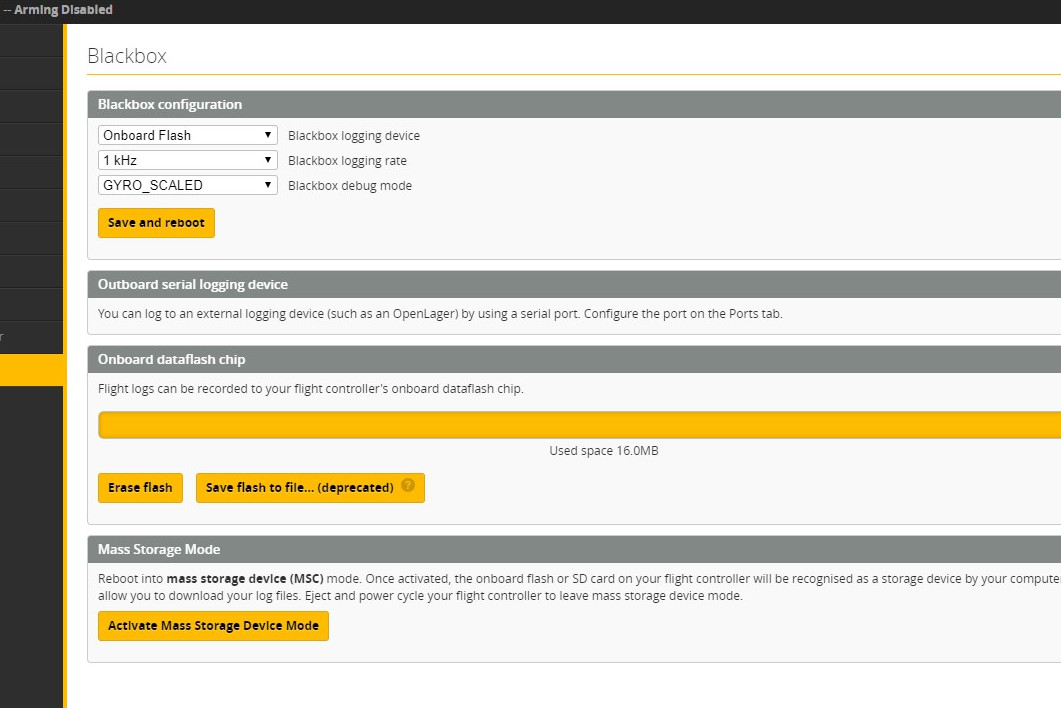 -- Arming Disabled
Blackbox
Blackbox configuration
Onboard Flash Blackbox logging device
1 kHz Blackbox logging rate
GYRO_SCALED Blackbox debug mode
Save and reboot
Outboard serial logging device
You can log to an external logging device (such as an OpenLager) by using a serial port. Configure the port on the Ports tab.
Onboard dataflash chip
Flight logs can be recorded to your flight controller's onboard dataflash chip.
Used space 16.0MB
Erase flash Save flash to file... (deprecated) ?
Mass Storage Mode
Reboot into mass storage device (MSC) mode. Once activated, the onboard flash or SD card on your flight controller will be recognised as a storage device by your compute
allow you to download your log files. Eject and power cycle your flight controller to leave mass storage device mode.
Activate Mass Storage Device Mode